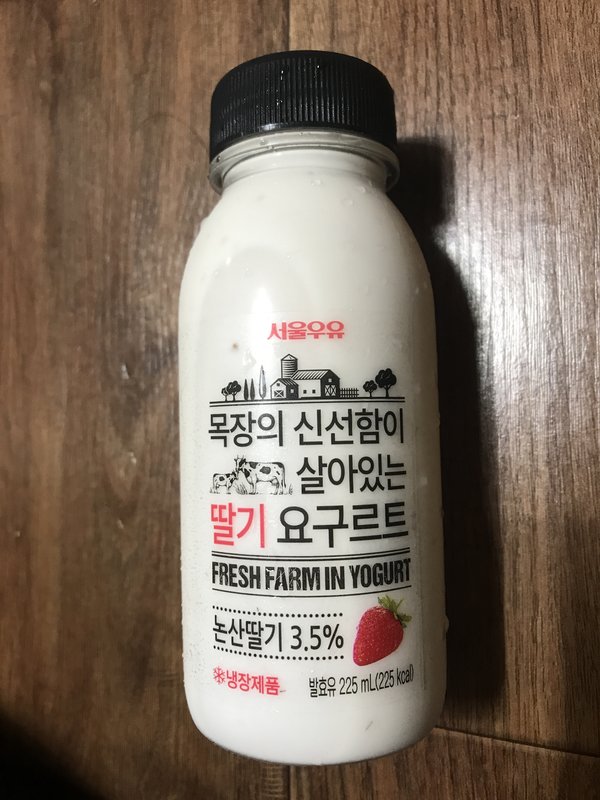 서울우유
목장의 신선함이
살아있는
딸기 요구르트
FRESH FARM IN YOGURT
논산딸기 3.5%
냉장제품
발효유 225 mL(225 kcal)